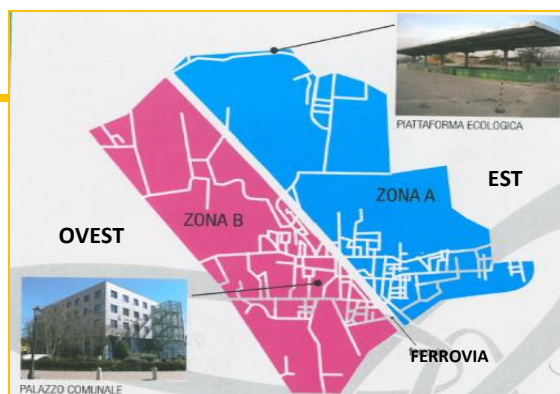 PIATTAFORMA ECOLOGICA
EST
ZONA A
ZONA B
OVEST
FERROVIA
PALAZZO COMUNALE